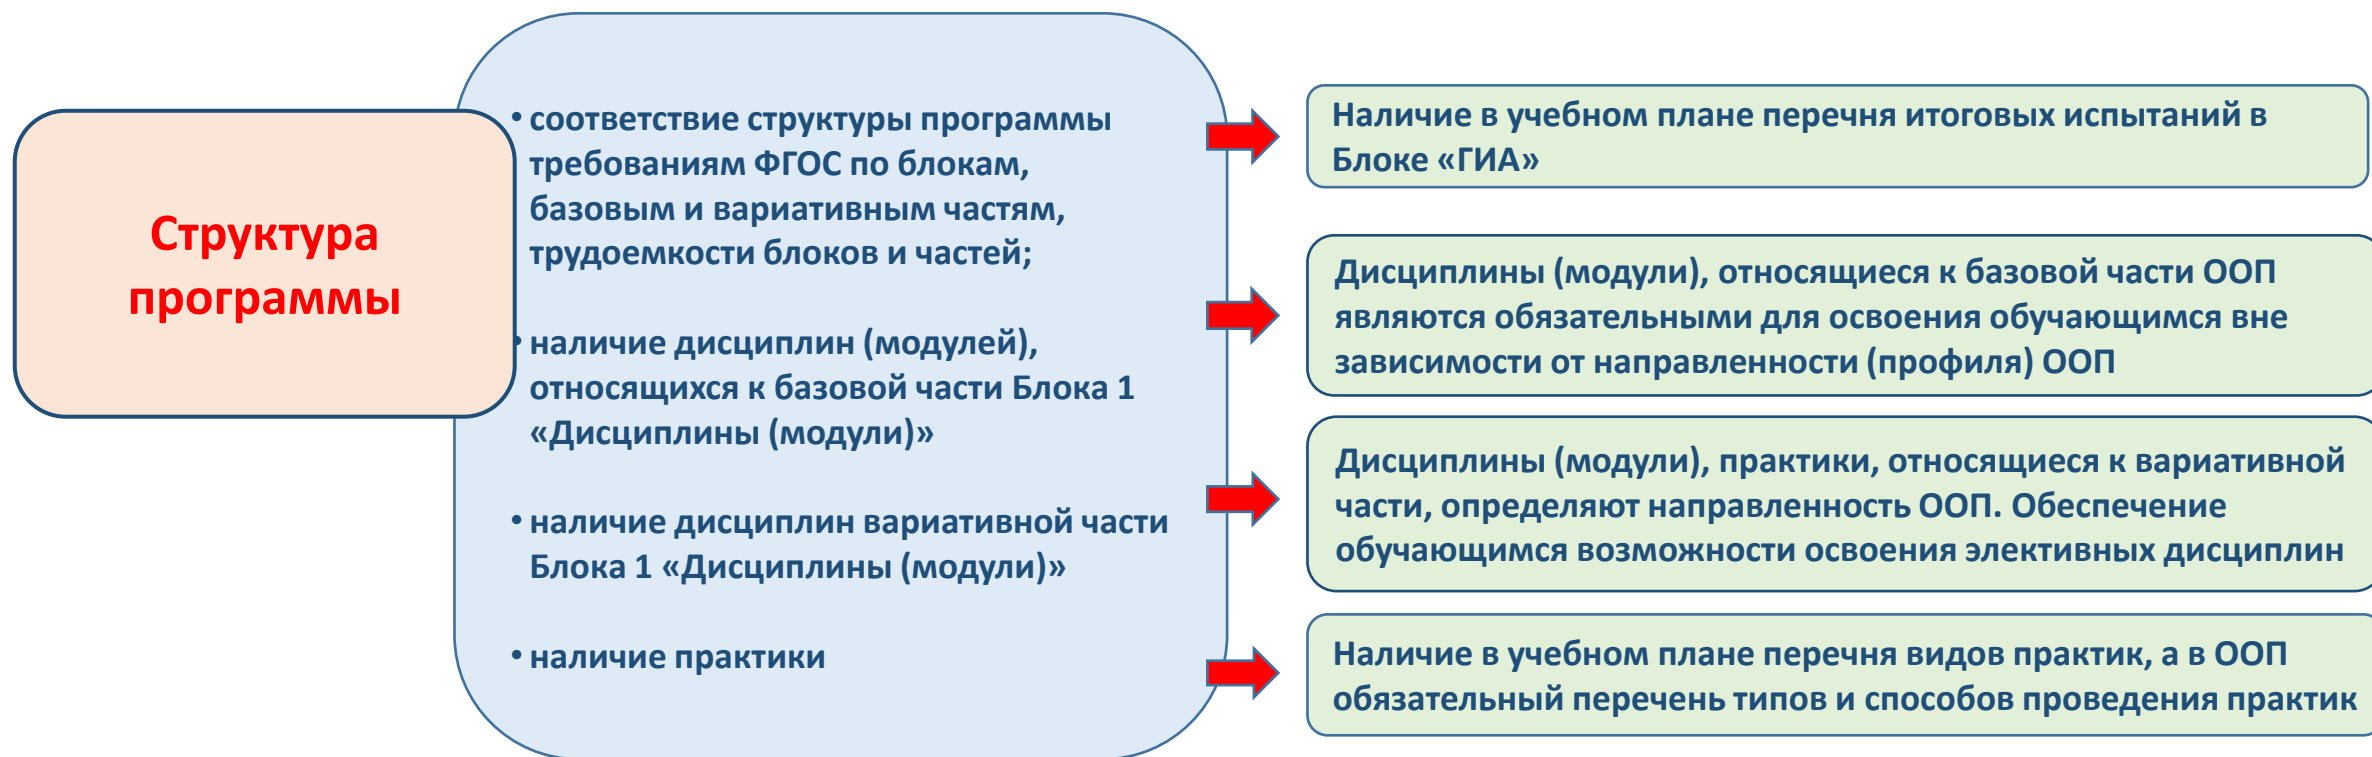 Структура
программы
• соответствие структуры программы
требованиям ФГОС по блокам,
базовым и вариативным частям,
трудоемкости блоков и частей;
• наличие дисциплин (модулей),
относящихся к базовой части Блока 1
«Дисциплины (модули)»
• наличие дисциплин вариативной части
Блока 1 «Дисциплины (модули)»
• наличие практики
Наличие в учебном плане перечня итоговых испытаний в
Блоке «ГИА»
Дисциплины (модули), относящиеся к базовой части ООП
являются обязательными для освоения обучающимся вне
зависимости от направленности (профиля) ООП
Дисциплины (модули), практики, относящиеся к вариативной
части, определяют направленность ООП. Обеспечение
обучающимся возможности освоения элективных дисциплин
Наличие в учебном плане перечня видов практик, а в ООП
обязательный перечень типов и способов проведения практик